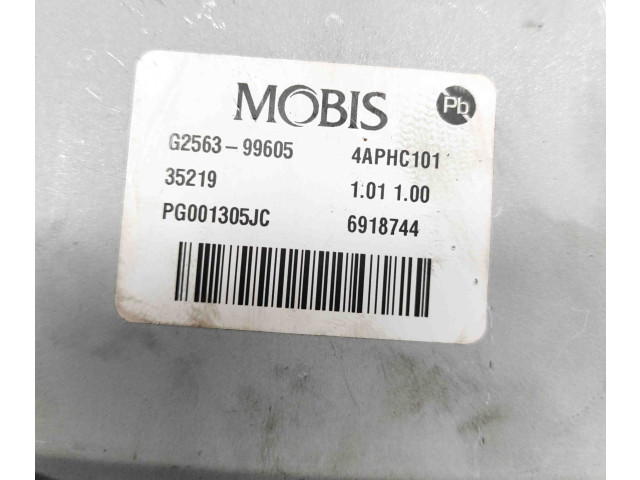 MOBIS Pb
G2563-99605 4APHC101
35219 1.01 1.00
PG001305JC 6918744